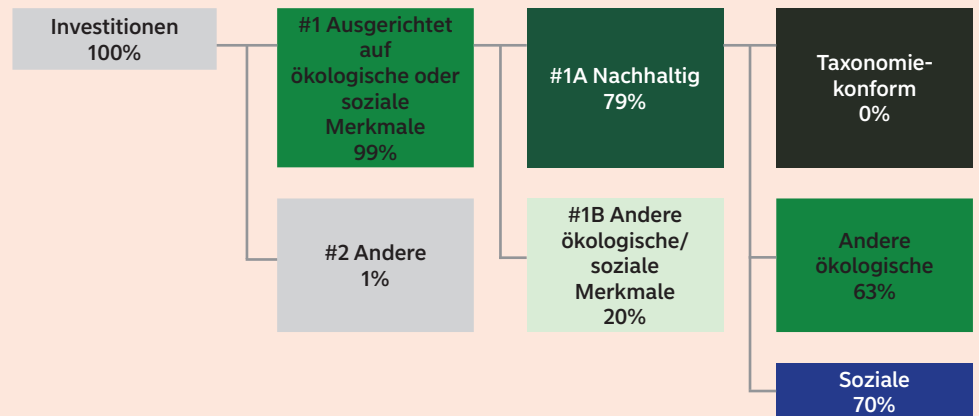 Investitionen
100%
#1 Ausgerichtet
auf
ökologische oder
soziale
Merkmale
99%
#1A Nachhaltig
79%
Taxonomie-
konform
0%
#2 Andere
1%
#1B Andere
ökologische/
soziale
Merkmale
20%
Andere
ökologische
63%
Soziale
70%